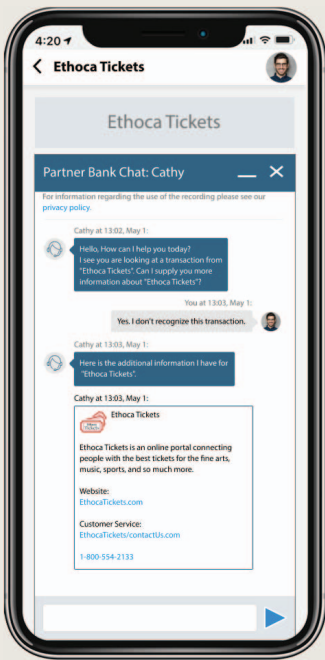 4:20
Ethoca Tickets
Ethoca Tickets
Partner Bank Chat: Cathy
For information regarding the use of the recording please see our
privacy policy.
Cathy at 13:02, May 1:
Hello, How can I help you today?
I see you are looking at a transaction from
"Ethoca Tickets". Can I supply you more
information about "Ethoca Tickets"?
You at 13:03, May 1:
Yes, I don't recognize this transaction.
Cathy at 13:03, May 1:
Here is the additional information I have for
"Ethoca Tickets".
Cathy at 13:03, May 1:
Ethoca Tickets
Ethoca Tickets is an online portal connecting
people with the best tickets for the fine arts,
music, sports, and so much more.
Website:
EthocaTickets.com
Customer Service:
EthocaTickets/contactUs.com
1-800-554-2133